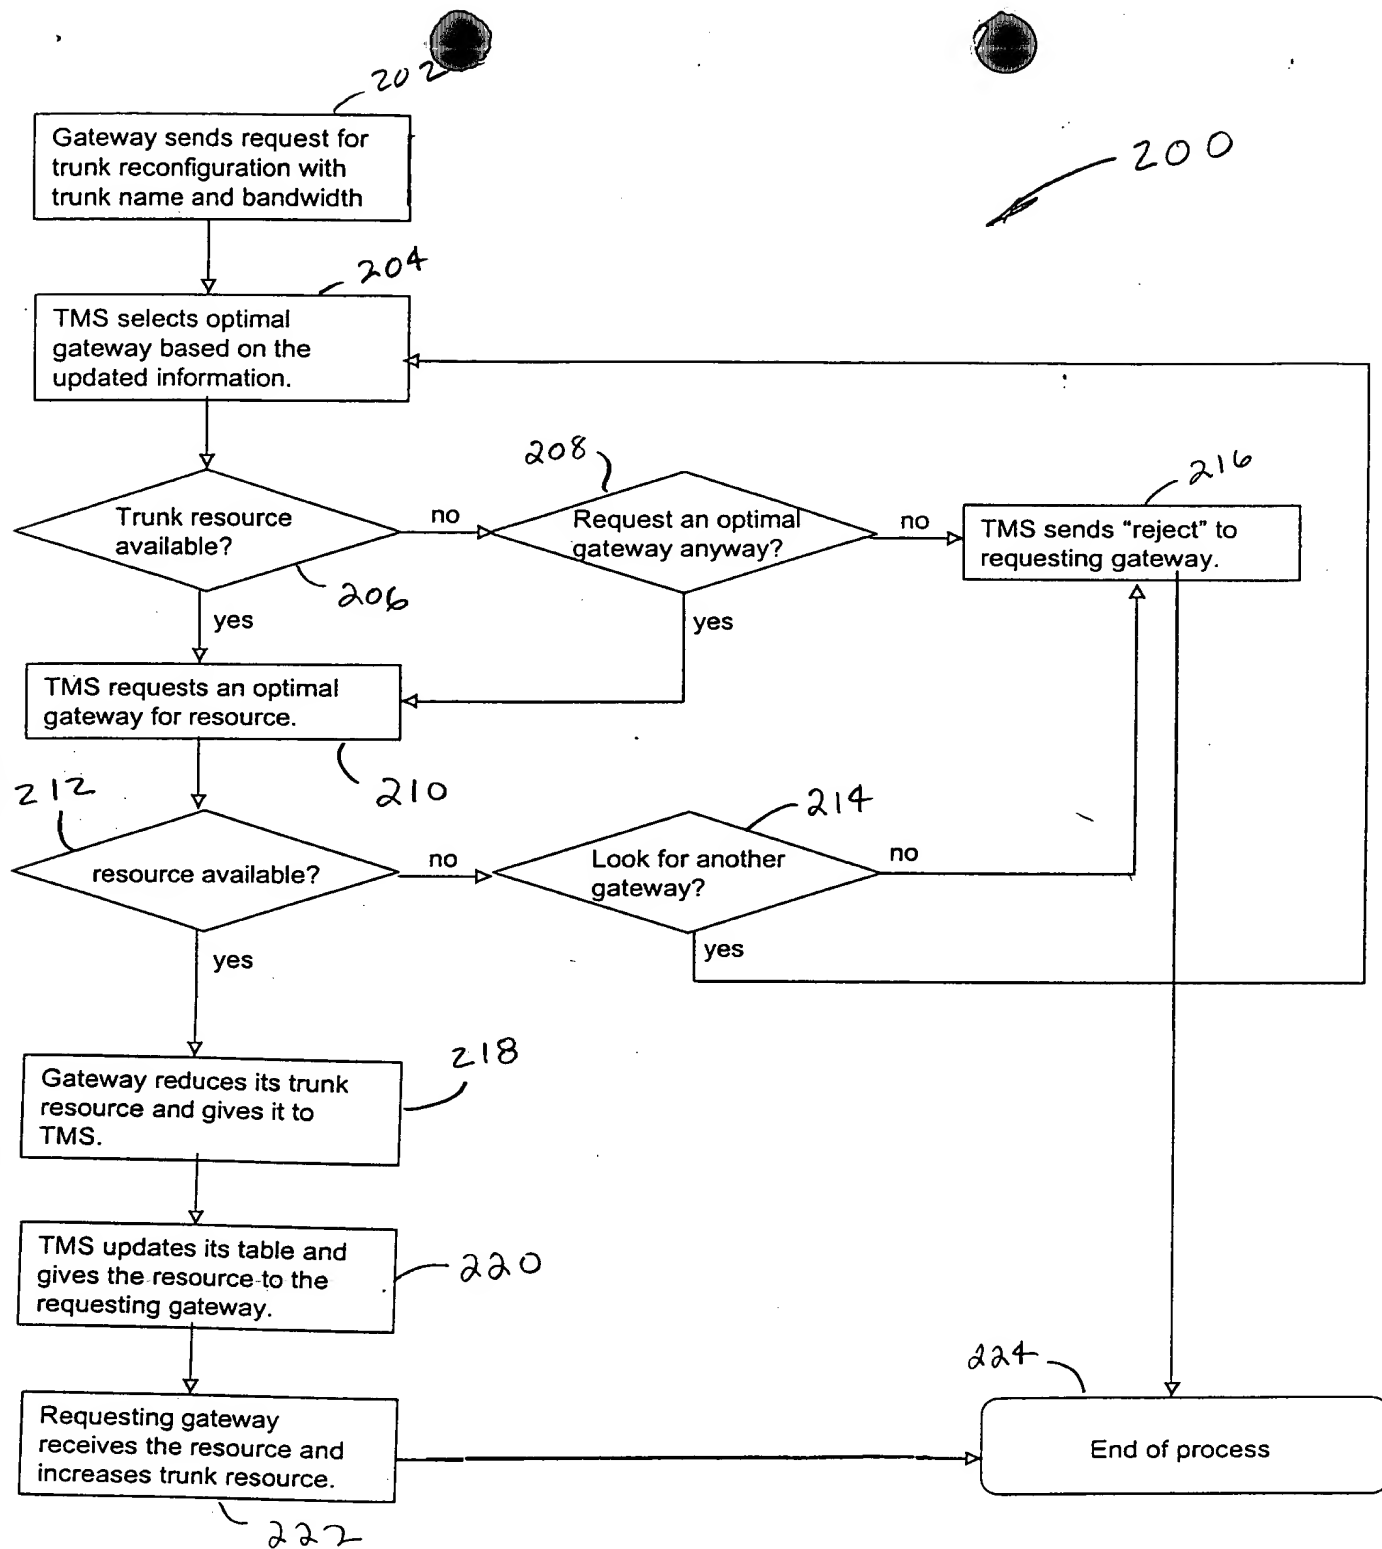 202
Gateway sends request for
trunk reconfiguration with
trunk name and bandwidth
200
204
TMS selects optimal
gateway based on the
updated information.
208
216
Trunk resource
available?
no
Request an optimal
gateway anyway?
no
TMS sends “reject” to
requesting gateway.
206
yes
yes
TMS requests an optimal
gateway for resource.
210
212
214
resource available?
no
Look for another
gateway?
no
yes
yes
218
Gateway reduces its trunk
resource and gives it to
TMS.
TMS updates its table and
gives the resource to the
requesting gateway.
220
224
Requesting gateway
receives the resource and
increases trunk resource.
End of process
222